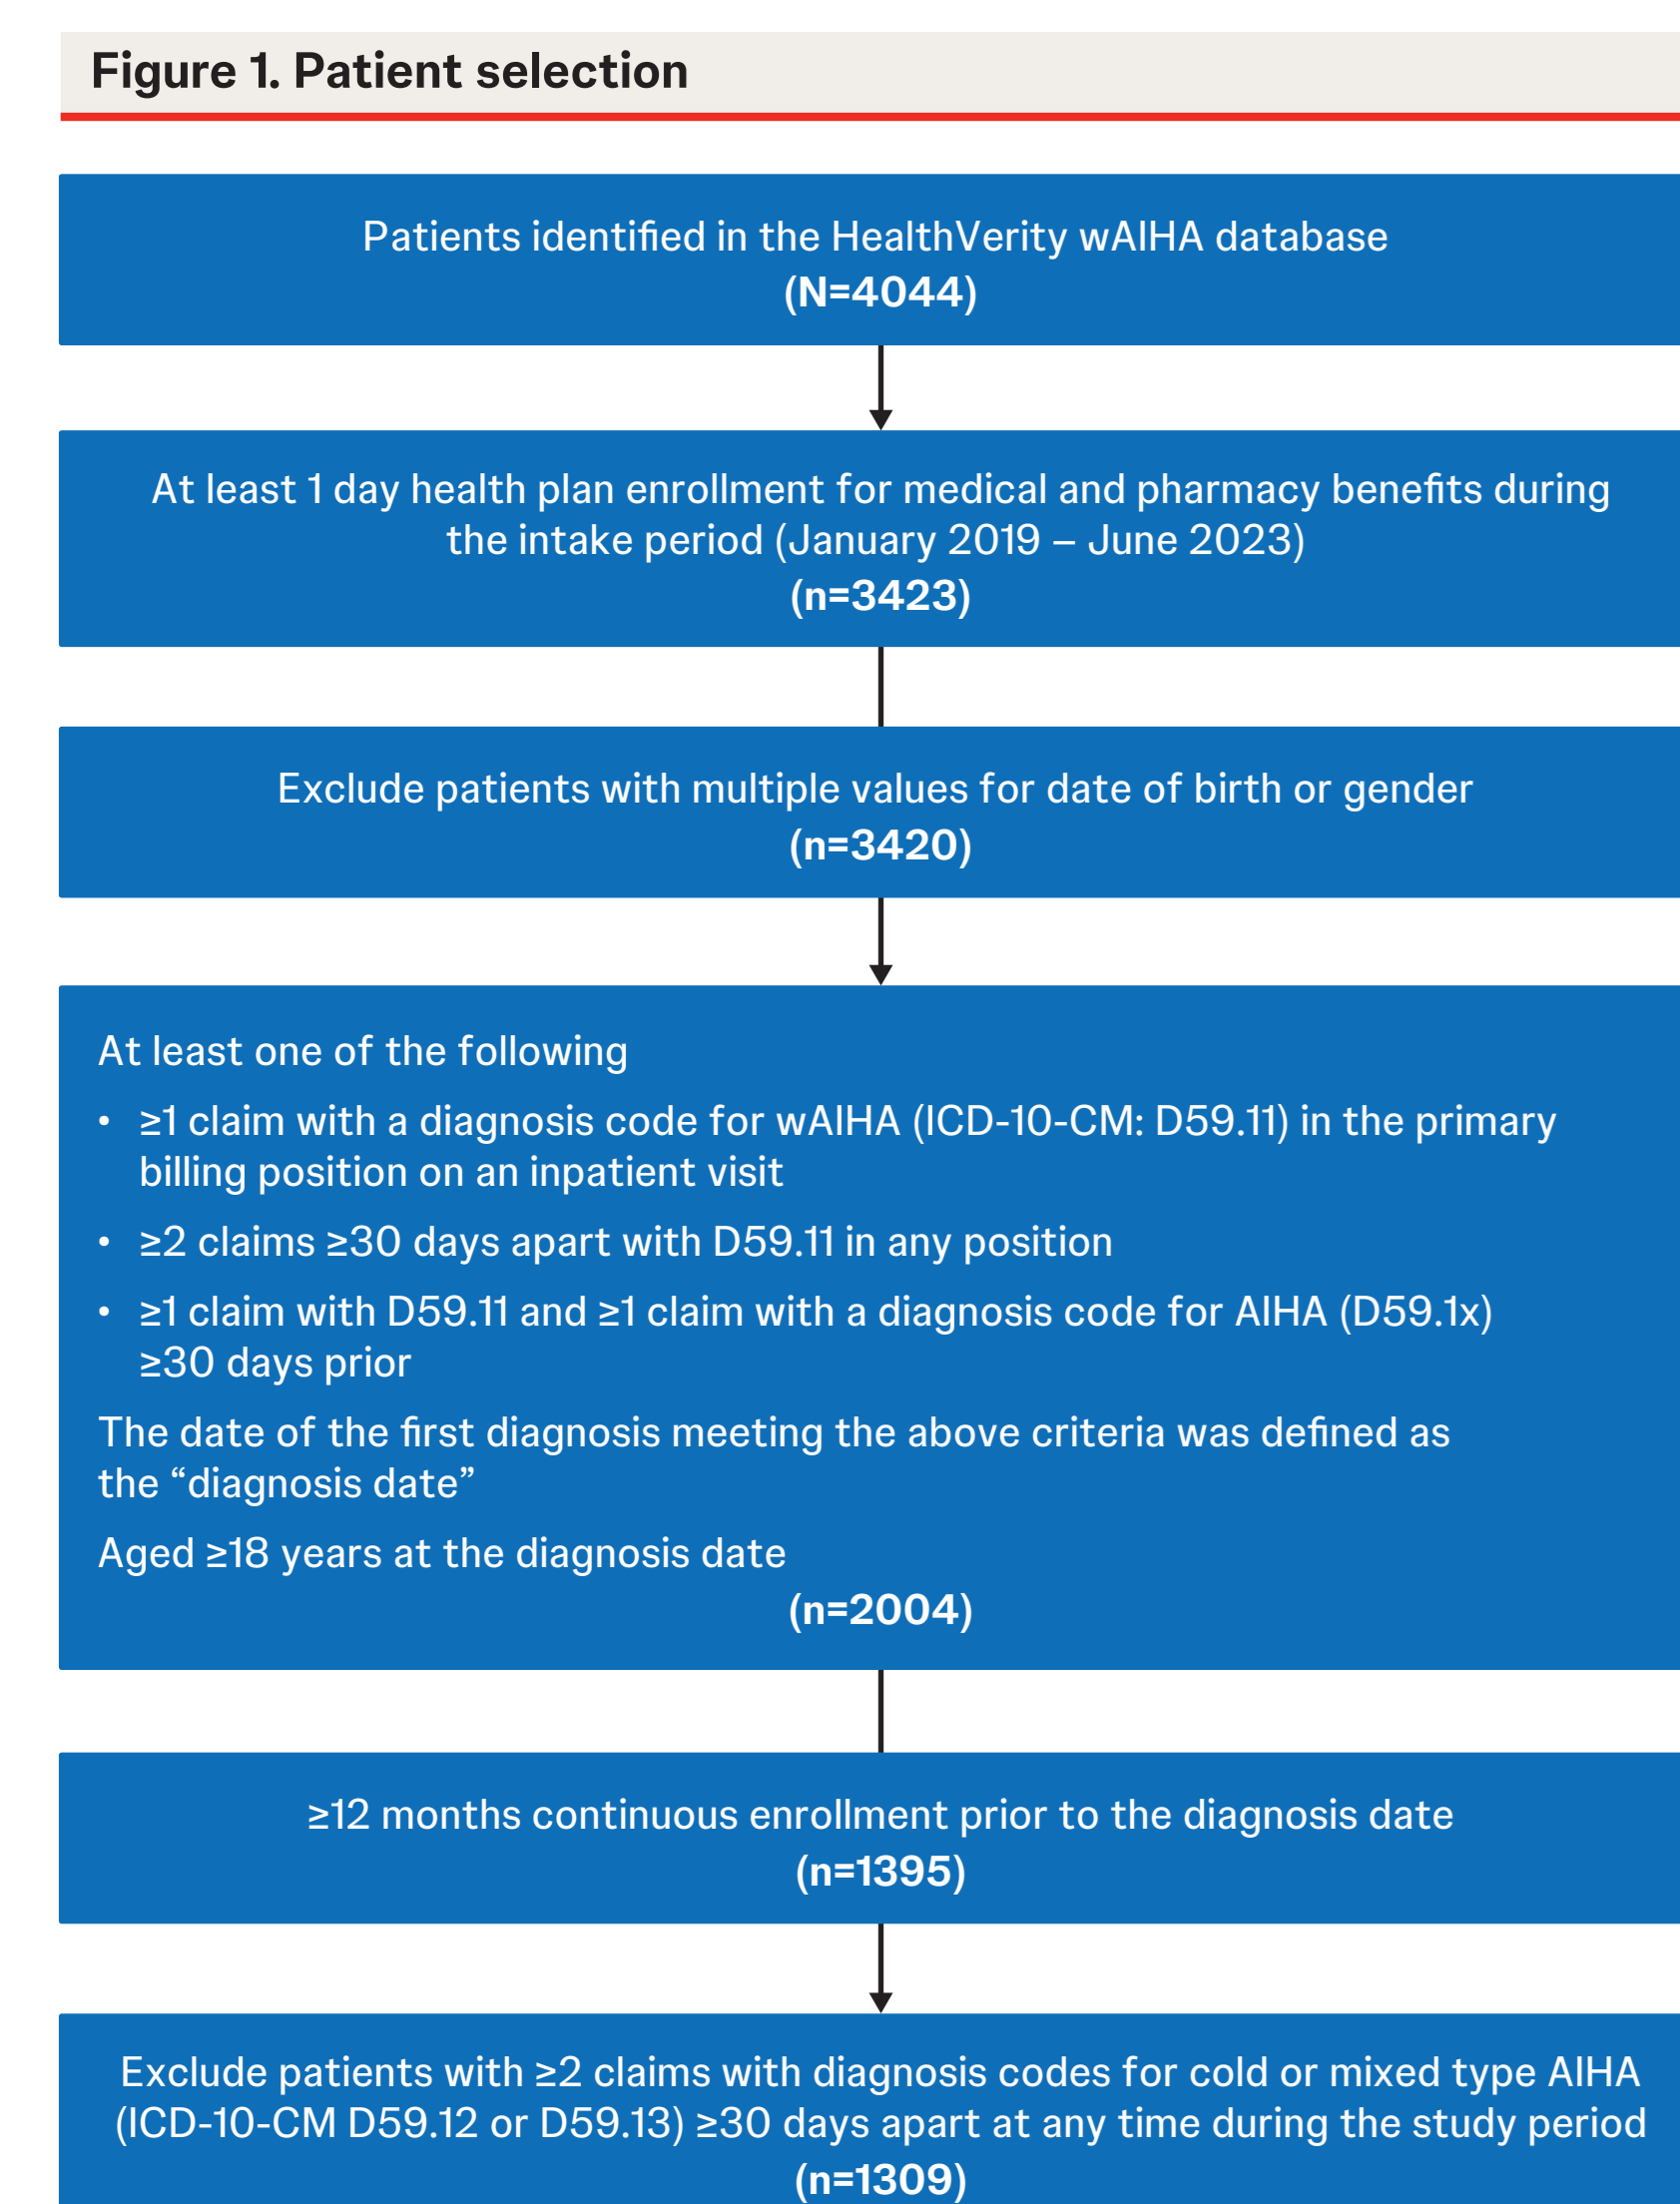 Figure 1. Patient selection
Patients identified in the HealthVerity wAIHA database
(N=4044)
At least 1 day health plan enrollment for medical and pharmacy benefits during
the intake period (January 2019 – June 2023)
(n=3423)
Exclude patients with multiple values for date of birth or gender
(n=3420)
At least one of the following
• ≥1 claim with a diagnosis code for wAIHA (ICD-10-CM: D59.11) in the primary
billing position on an inpatient visit
• ≥2 claims ≥30 days apart with D59.11 in any position
• ≥1 claim with D59.11 and ≥1 claim with a diagnosis code for AIHA (D59.1x)
≥30 days prior
The date of the first diagnosis meeting the above criteria was defined as
the “diagnosis date”
Aged ≥18 years at the diagnosis date
(n=2004)
≥12 months continuous enrollment prior to the diagnosis date
(n=1395)
Exclude patients with ≥2 claims with diagnosis codes for cold or mixed type AIHA
(ICD-10-CM D59.12 or D59.13) ≥30 days apart at any time during the study period
(n=1309)